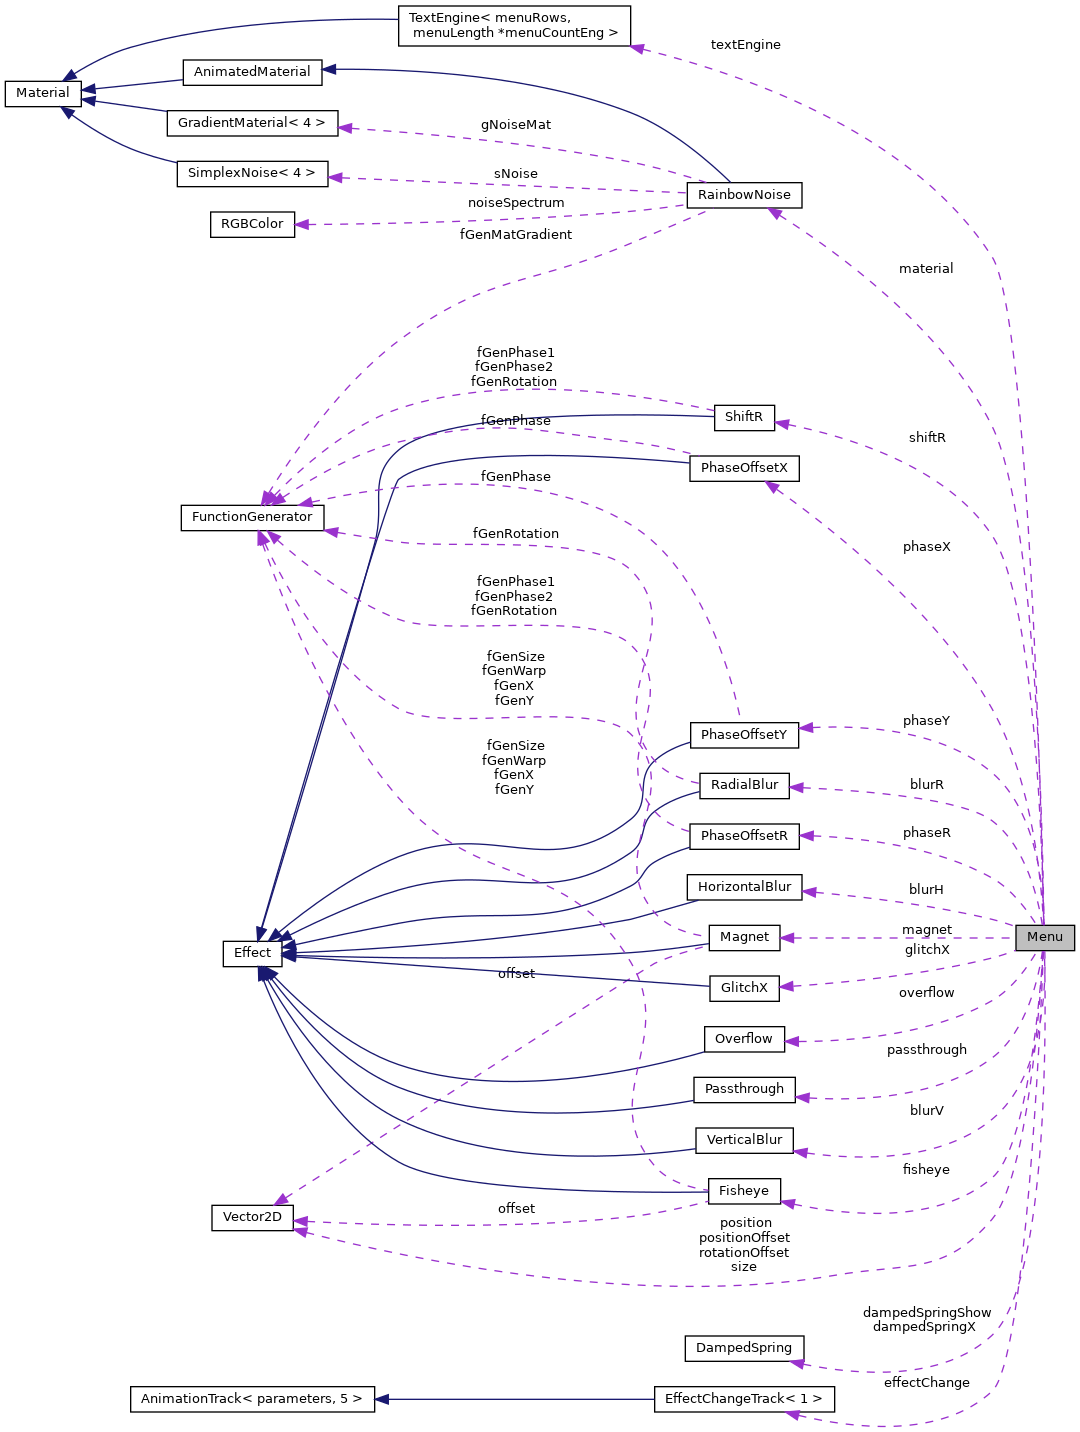 TextEngine< menuRows,
menuLength *menuCountEng >
textEngine
AnimatedMaterial
Material
GradientMaterial< 4 >
gNoiseMat
SimplexNoise< 4 >
sNoise
RainbowNoise
noiseSpectrum
RGBColor
fGenMatGradient
material
fGenPhase1
fGenPhase2
fGenRotation
ShiftR
fGenPhase
shiftR
PhaseOffsetX
fGenPhase
FunctionGenerator
fGenRotation
phaseX
fGenPhase1
fGenPhase2
fGenRotation
fGenSize
fGenWarp
fGenX
fGenY
phaseY
PhaseOffsetY
fGenSize
fGenWarp
fGenX
fGenY
RadialBlur
blurR
PhaseOffsetR
phaseR
HorizontalBlur
blurH
Magnet
magnet
Menu
glitchX
Effect
offset
GlitchX
overflow
Overflow
passthrough
Passthrough
blurV
VerticalBlur
fisheye
Fisheye
Vector2D
offset
position
positionOffset
rotationOffset
size
dampedSpringShow
dampedSpringX
DampedSpring
effectChange
AnimationTrack< parameters, 5 >
EffectChangeTrack< 1 >